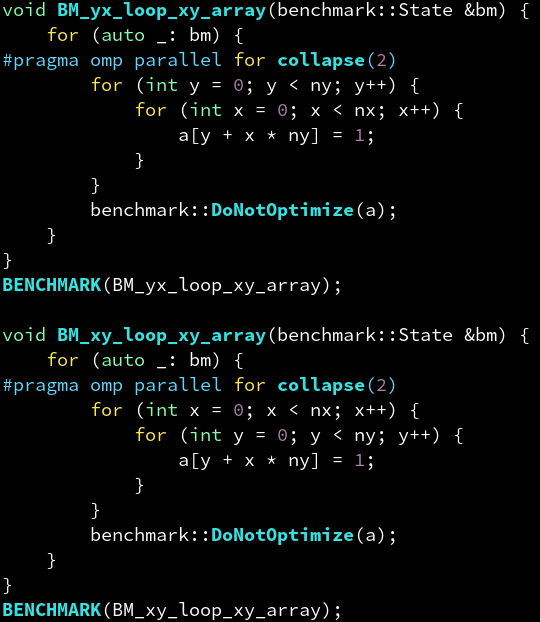 void BM_yx_loop_xy_array(benchmark::State &bm) {
    for (auto _: bm) {
#pragma omp parallel for collapse(2)
        for (int y = 0; y < ny; y++) {
            for (int x = 0; x < nx; x++) {
                a[y + x * ny] = 1;
            }
        }
        benchmark::DoNotOptimize(a);
    }
}
BENCHMARK(BM_yx_loop_xy_array);

void BM_xy_loop_xy_array(benchmark::State &bm) {
    for (auto _: bm) {
#pragma omp parallel for collapse(2)
        for (int x = 0; x < nx; x++) {
            for (int y = 0; y < ny; y++) {
                a[y + x * ny] = 1;
            }
        }
        benchmark::DoNotOptimize(a);
    }
}
BENCHMARK(BM_xy_loop_xy_array);